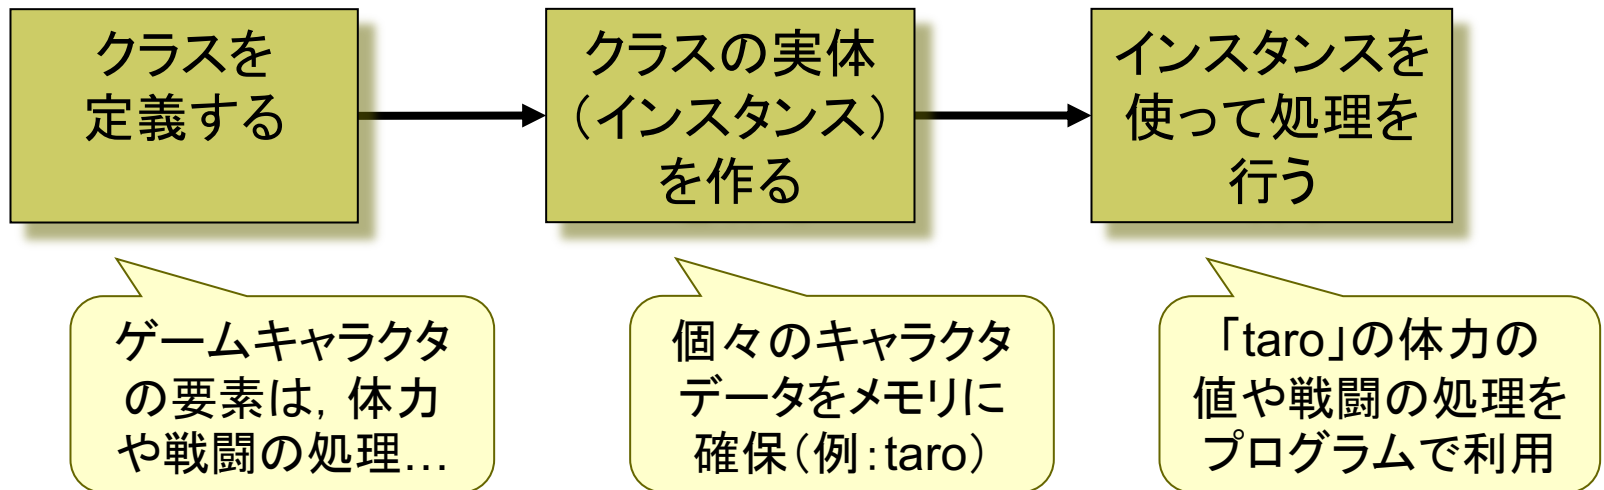 クラスを
定義する
クラスの実体
（インスタンス）
を作る
インスタンスを
使って処理を
行う
ゲームキャラクタ
の要素は，体力
や戦闘の処理…
個々のキャラクタ
データをメモリに
確保（例：taro）
「taro」の体力の
値や戦闘の処理を
プログラムで利用